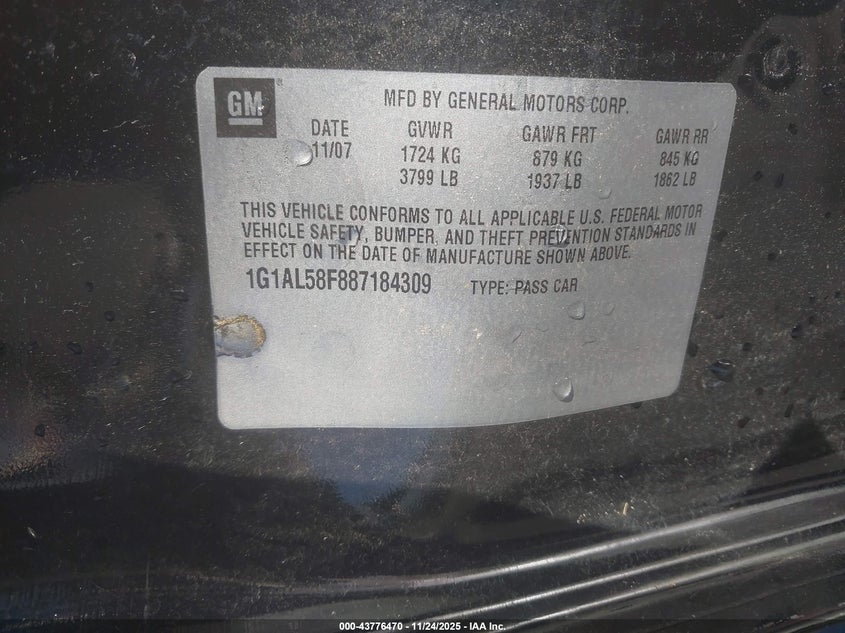 GM
MFD BY GENERAL MOTORS CORP.
DATE GVWR GAWR FRT GAWR RR
11/07 1724 KG 879 KG 845 KG
3799 LB 1937 LB 1862 LB
THIS VEHICLE CONFORMS TO ALL APPLICABLE U.S. FEDERAL MOTOR
VEHICLE SAFETY, BUMPER, AND THEFT PREVENTION STANDARDS IN
EFFECT ON THE DATE OF MANUFACTURE SHOWN ABOVE.
1G1AL58F887184309 TYPE: PASS CAR
000-43776470 - 11/24/2025 - IAA Inc.